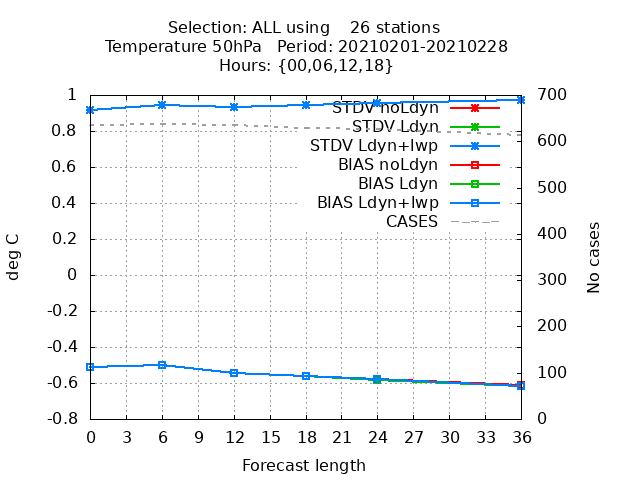 Selection: ALL using    26 stations
Temperature 50hPa   Period: 20210201-20210228
Hours: {00,06,12,18}
1
0.8
0.6
0.4
0.2
0
-0.2
-0.4
-0.6
-0.8
deg C
STDV noLdyn
STDV Ldyn
STDV Ldyn+lwp
BIAS noLdyn
BIAS Ldyn
BIAS Ldyn+lwp
CASES
700
600
500
400
300
200
100
0
No cases
0 3 6 9 12 15 18 21 24 27 30 33 36
Forecast length